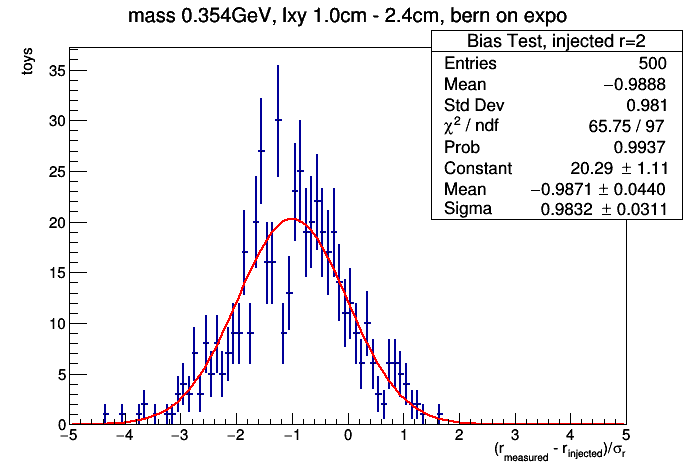 mass 0.354GeV, lxy 1.0cm - 2.4cm, bern on expo
toys
Bias Test, injected r=2
Entries 500
Mean −0.9888
Std Dev 0.981
χ² / ndf 65.75 / 97
Prob 0.9937
Constant 20.29 ± 1.11
Mean −0.9871 ± 0.0440
Sigma 0.9832 ± 0.0311
35
30
25
20
15
10
5
0
−5 −4 −3 −2 −1 0 1 2 3 4 5
(r_measured - r_injected)/σ_r